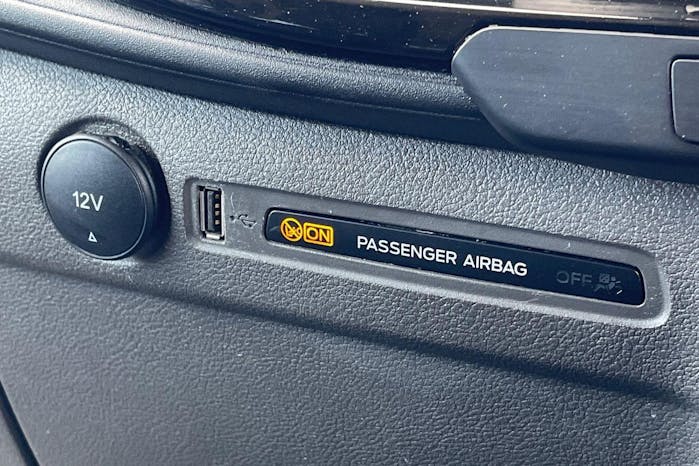 12V
ON PASSENGER AIRBAG OFF